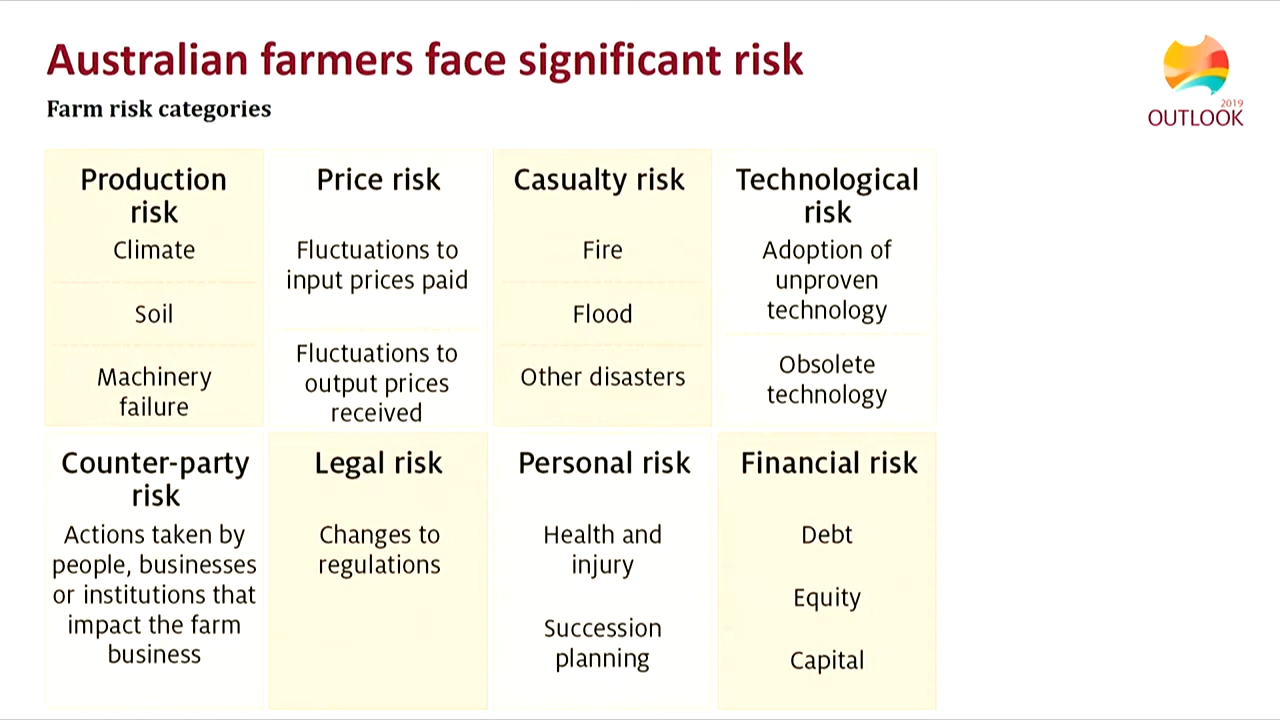 Australian farmers face significant risk
Farm risk categories
2019
OUTLOOK
Production
risk
Climate
Soil
Machinery
failure
Price risk
Fluctuations to
input prices paid
Fluctuations to
output prices
received
Casualty risk
Fire
Flood
Other disasters
Technological
risk
Adoption of
unproven
technology
Obsolete
technology
Counter-party
risk
Actions taken by
people, businesses
or institutions that
impact the farm
business
Legal risk
Changes to
regulations
Personal risk
Health and
injury
Succession
planning
Financial risk
Debt
Equity
Capital